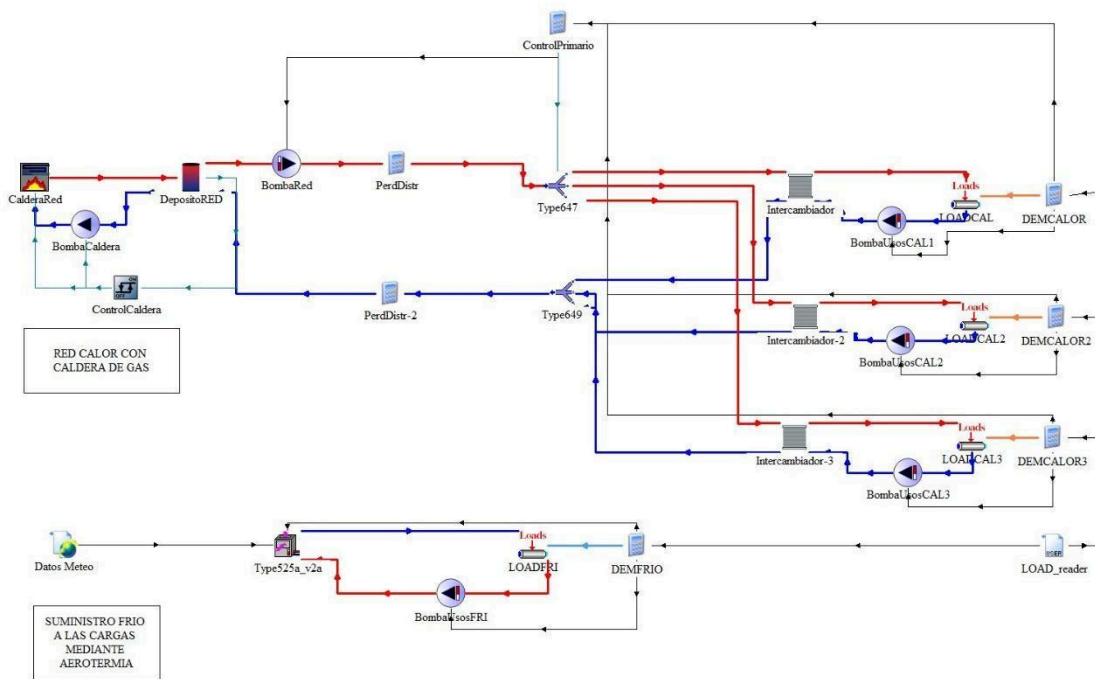 ControlPrimario
CalderaRed
DepositoRED
BombaRed
PerdDistr
Type647
Intercambiador
Loads
LOADCAL
DEMCALOR
BombaCaldera
BombaUsosCAL1
ON
OFF
ControlCaldera
PerdDistr-2
Type649
Intercambiador-2
Loads
LOADCAL2
DEMCALOR2
BombaUsosCAL2
RED CALOR CON
CALDERA DE GAS
Intercambiador-3
Loads
LOADCAL3
DEMCALOR3
BombaUsosCAL3
Datos Meteo
Type525a_v2a
Loads
LOADFRI
DEMFRIO
LOAD_reader
BombaUsosFRI
SUMINISTRO FRIO
A LAS CARGAS
MEDIANTE
AEROTERMIA